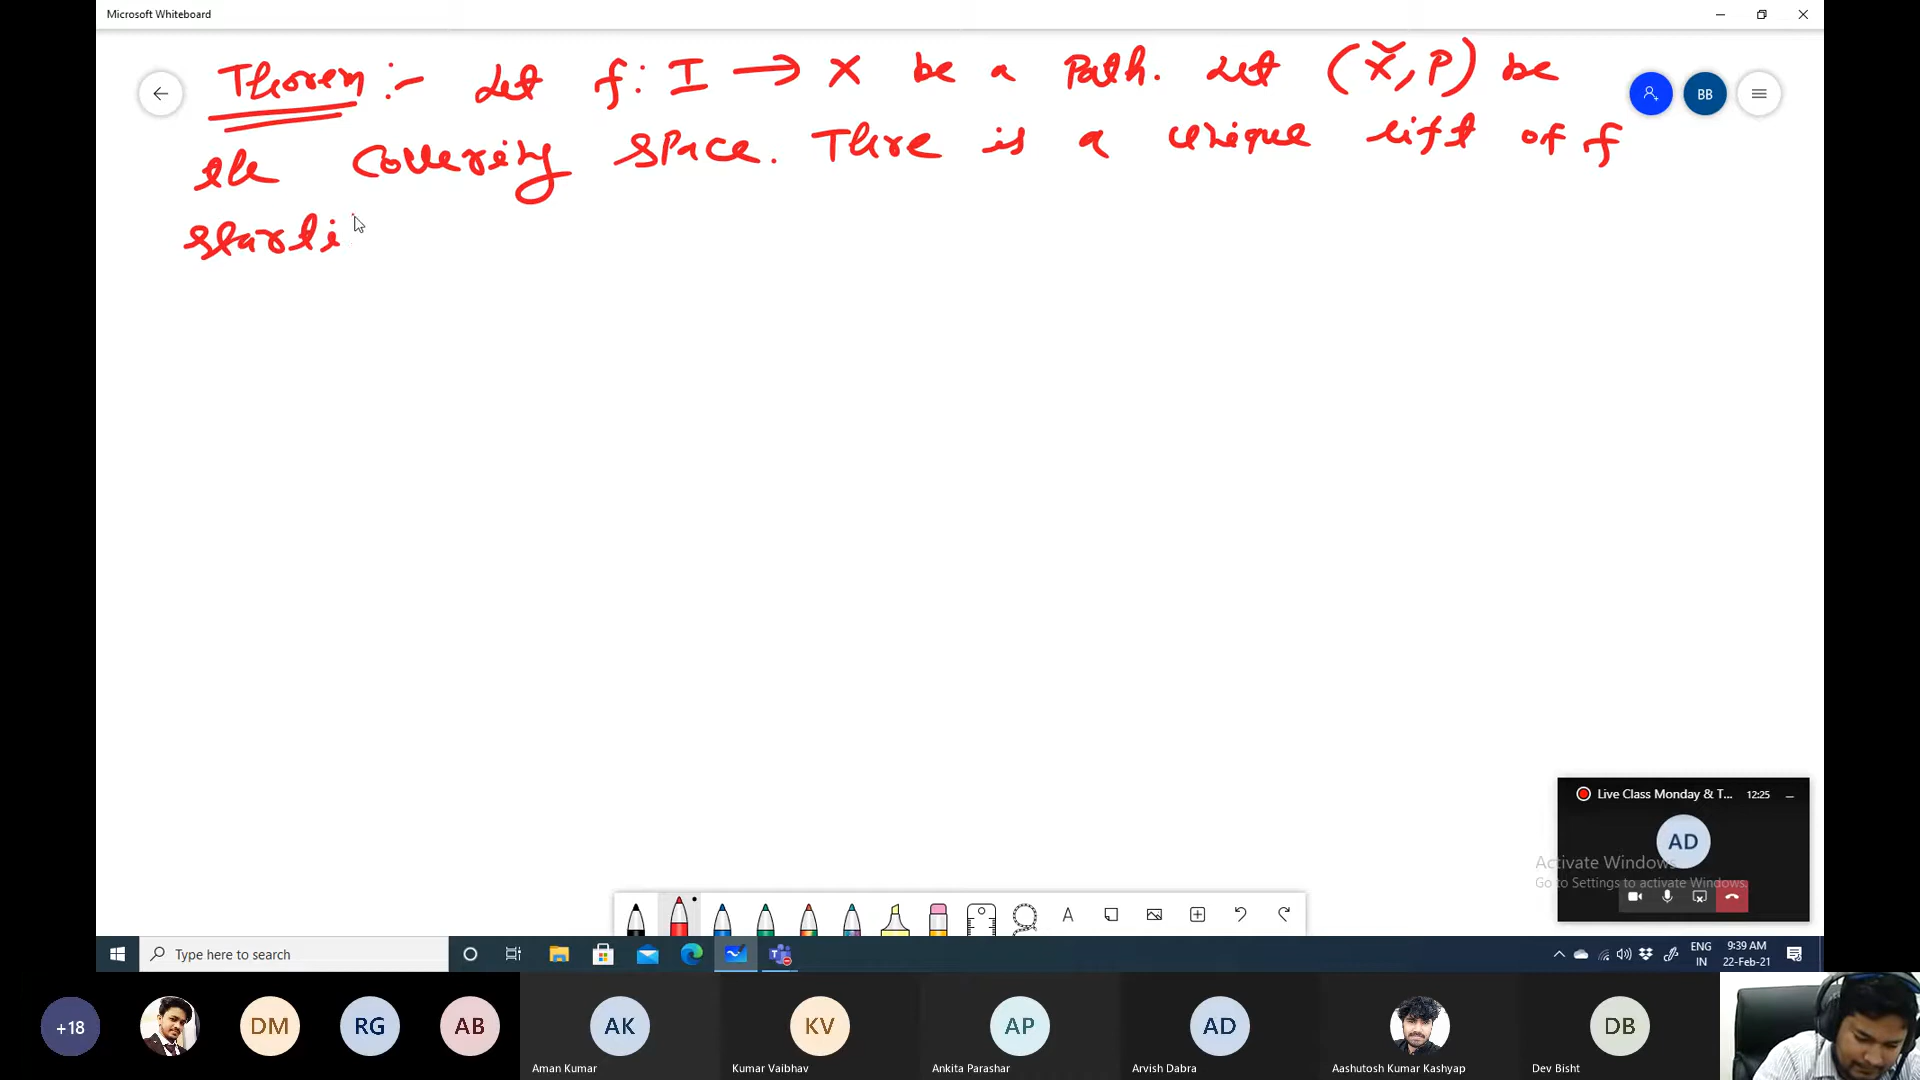 Microsoft Whiteboard
Theorem :- Let f: I → X be a Path. Let (X̃, P) be
the Covering space. There is a unique lift of f
starti
BB
Live Class Monday & T... 12:25
AD
Activate Windows
Go to Settings to activate Windows.
A
Type here to search
ENG
IN
9:39 AM
22-Feb-21
+18
DM
RG
AB
AK
Aman Kumar
KV
Kumar Vaibhav
AP
Ankita Parashar
AD
Arvish Dabra
Aashutosh Kumar Kashyap
DB
Dev Bisht